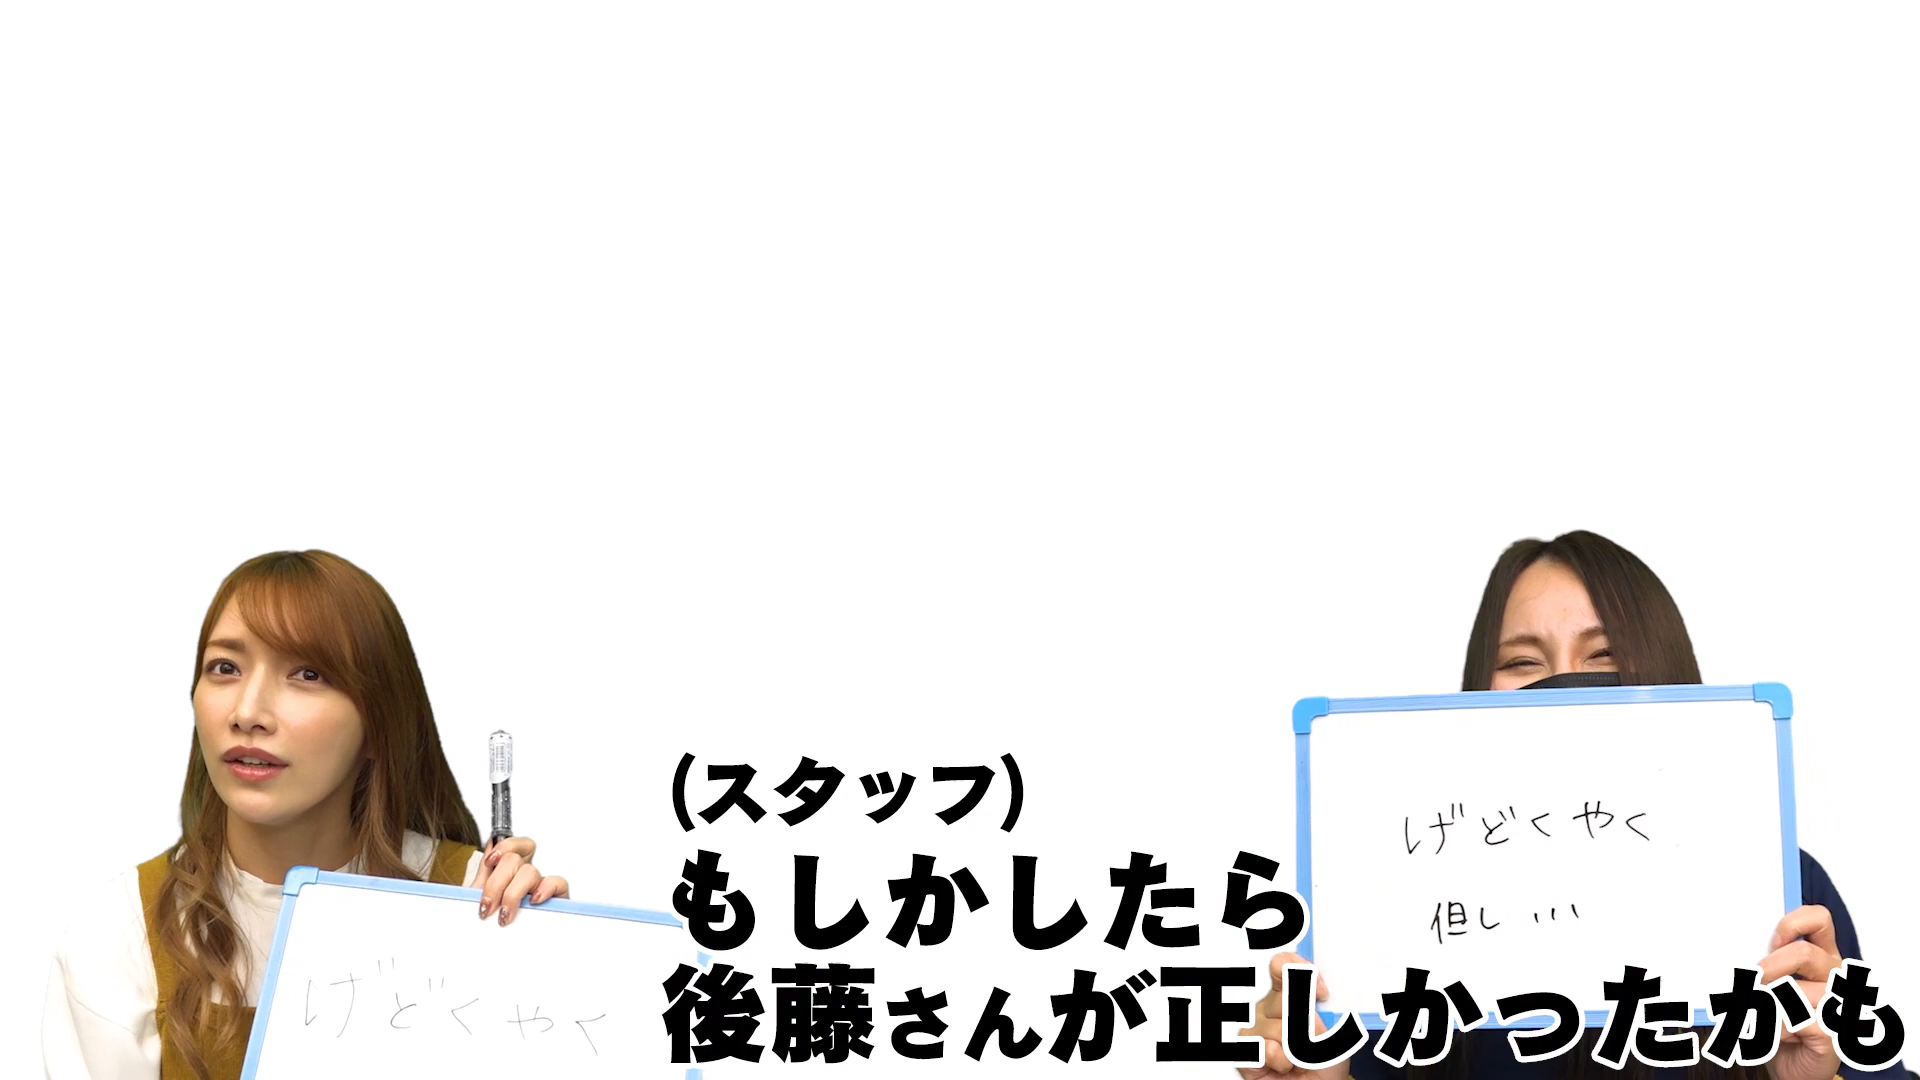 (スタッフ)
もしかしたら
後藤さんが正しかったかも
げどくやく
げどくやく
但し...